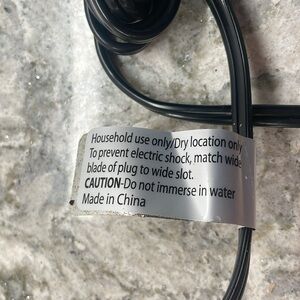 Household use only/Dry location only
To prevent electric shock, match wide
blade of plug to wide slot.
CAUTION-Do not immerse in water
Made in China